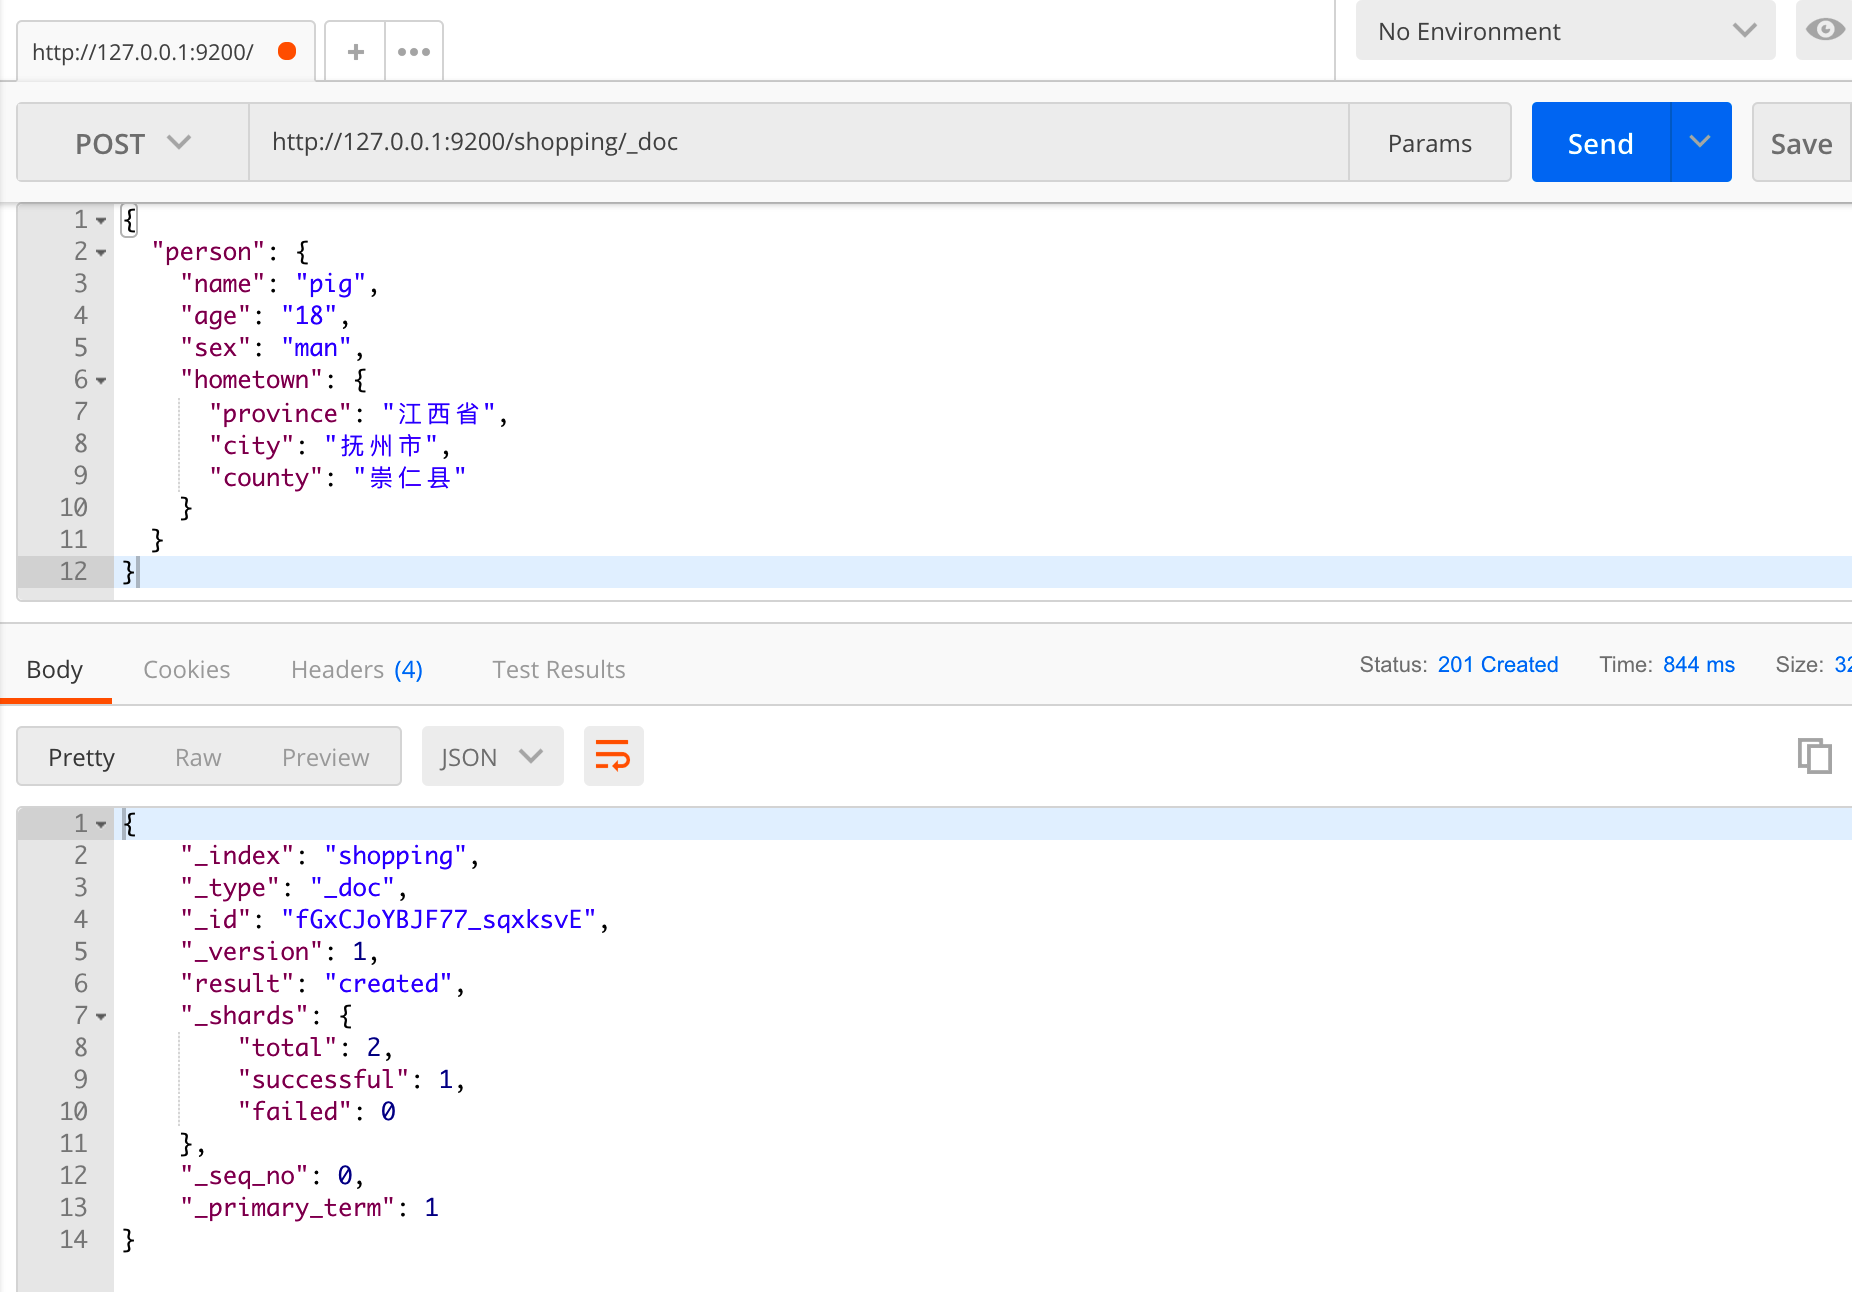 http://127.0.0.1:9200/
No Environment
POST http://127.0.0.1:9200/shopping/_doc Params Send Save
1 {
2 "person": {
3 "name": "pig",
4 "age": "18",
5 "sex": "man",
6 "hometown": {
7 "province": "江西省",
8 "city": "抚州市",
9 "county": "崇仁县"
10 }
11 }
12 }
Body Cookies Headers (4) Test Results Status: 201 Created Time: 844 ms Size: 32
Pretty Raw Preview JSON
1 {
2 "_index": "shopping",
3 "_type": "_doc",
4 "_id": "fGxCJoYBJF77_sqxksvE",
5 "_version": 1,
6 "result": "created",
7 "_shards": {
8 "total": 2,
9 "successful": 1,
10 "failed": 0
11 },
12 "_seq_no": 0,
13 "_primary_term": 1
14 }